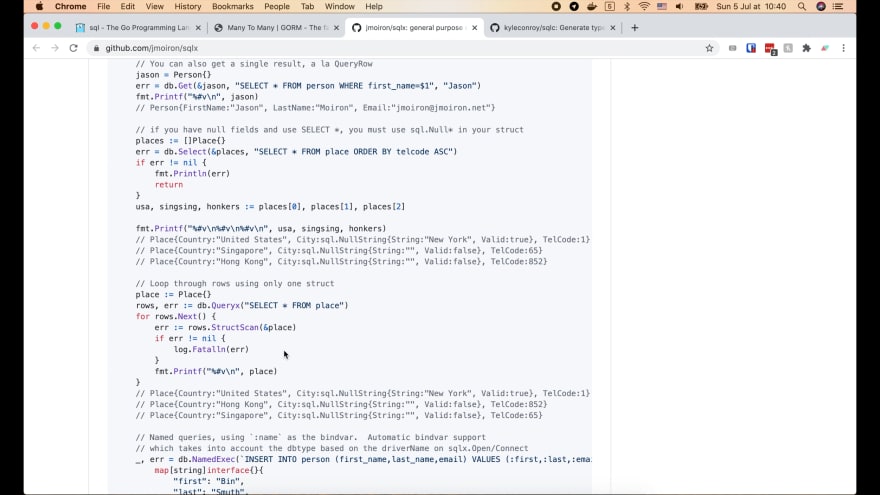 Chrome File Edit View History Bookmarks People Tab Window Help Sun 5 Jul at 10:40
sql - The Go Programming Lan Many To Many | GORM - The f jmoiron/sqlx: general purpose kyleconroy/sqlc: Generate type
github.com/jmoiron/sqlx
// You can also get a single result, a la QueryRow
jason = Person{}
err = db.Get(&jason, "SELECT * FROM person WHERE first_name=$1", "Jason")
fmt.Printf("%#v\n", jason)
// Person{FirstName:"Jason", LastName:"Moiron", Email:"jmoiron@jmoiron.net"}
// if you have null fields and use SELECT *, you must use sql.Null* in your struct
places := []Place{}
err = db.Select(&places, "SELECT * FROM place ORDER BY telcode ASC")
if err != nil {
fmt.Println(err)
return
}
usa, singsing, honkers := places[0], places[1], places[2]
fmt.Printf("%#v\n%#v\n%#v\n", usa, singsing, honkers)
// Place{Country:"United States", City:sql.NullString{String:"New York", Valid:true}, TelCode:1}
// Place{Country:"Singapore", City:sql.NullString{String:"", Valid:false}, TelCode:65}
// Place{Country:"Hong Kong", City:sql.NullString{String:"", Valid:false}, TelCode:852}
// Loop through rows using only one struct
place := Place{}
rows, err := db.Queryx("SELECT * FROM place")
for rows.Next() {
err := rows.StructScan(&place)
if err != nil {
log.Fatalln(err)
}
fmt.Printf("%#v\n", place)
}
// Place{Country:"United States", City:sql.NullString{String:"New York", Valid:true}, TelCode:1}
// Place{Country:"Hong Kong", City:sql.NullString{String:"", Valid:false}, TelCode:852}
// Place{Country:"Singapore", City:sql.NullString{String:"", Valid:false}, TelCode:65}
// Named queries, using `:name` as the bindvar. Automatic bindvar support
// which takes into account the dbtype based on the driverName on sqlx.Open/Connect
_, err = db.NamedExec(`INSERT INTO person (first_name,last_name,email) VALUES (:first,:last,:ema
map[string]interface{}{
"first": "Bin",
"last": "Smuth",